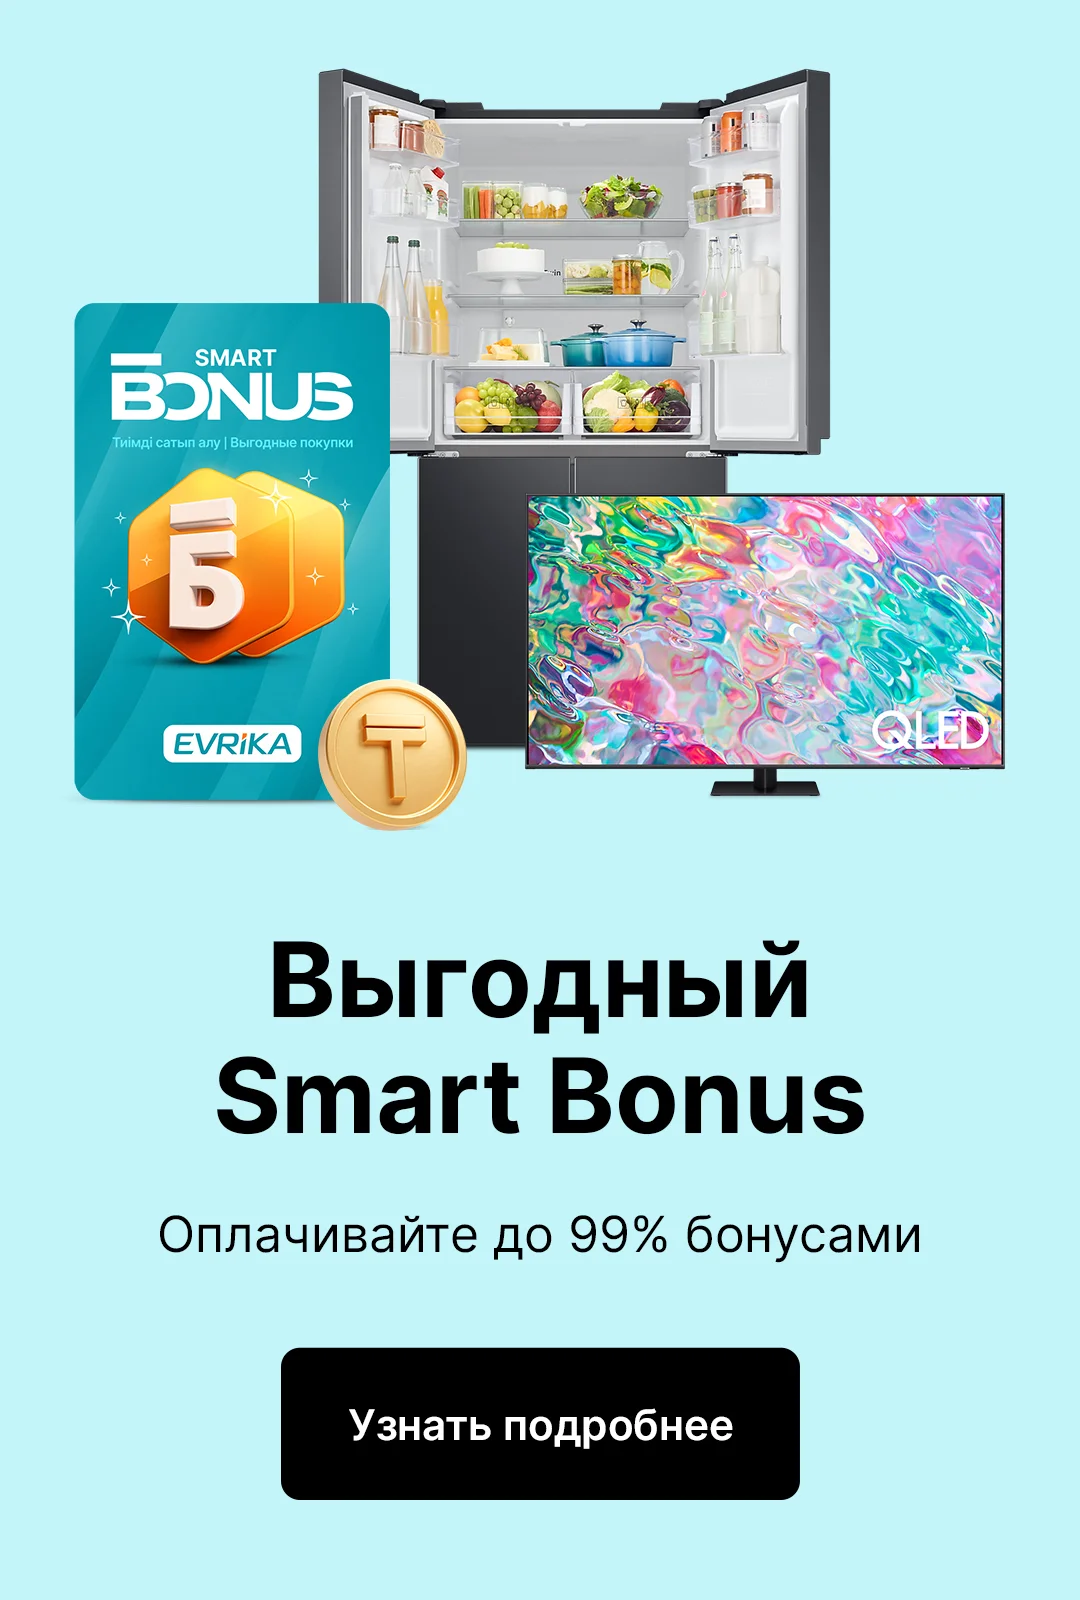 SMART
BONUS
Тиімді сатып алу | Выгодные покупки
Б
EVRIKA
QLED
Выгодный
Smart Bonus
Оплачивайте до 99% бонусами
Узнать подробнее